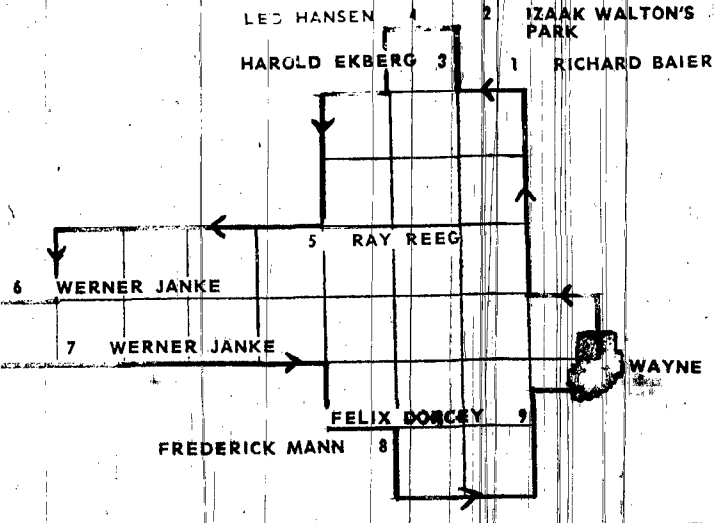 LEO HANSEN 4 2 IZAAK WALTON'S
PARK
HAROLD EKBERG 3 1 RICHARD BAIER
5 RAY REEG
6 WERNER JANKE
7 WERNER JANKE
WAYNE
FELIX DORCEY 9
FREDERICK MANN 8